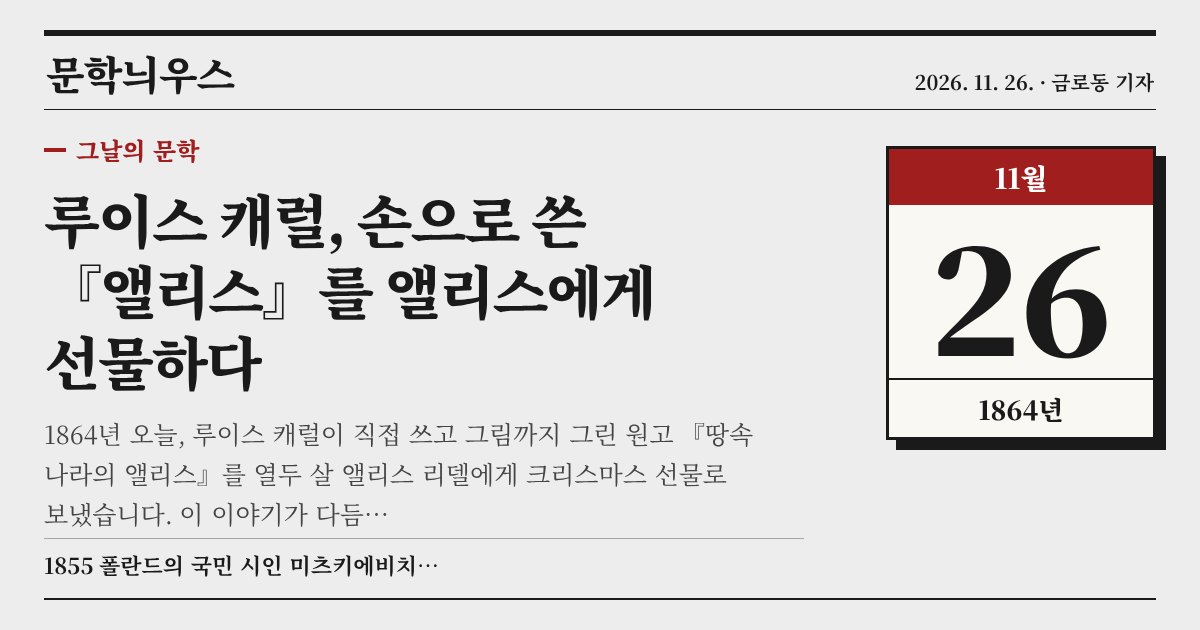 문학늬우스
2026. 11. 26. · 금로동 기자
그날의 문학
루이스 캐럴, 손으로 쓴
『앨리스』를 앨리스에게
선물하다
1864년 오늘, 루이스 캐럴이 직접 쓰고 그림까지 그린 원고 『땅속
나라의 앨리스』를 열두 살 앨리스 리델에게 크리스마스 선물로
보냈습니다. 이 이야기가 다듬…
1855 폴란드의 국민 시인 미츠키에비치…
11월
26
1864년